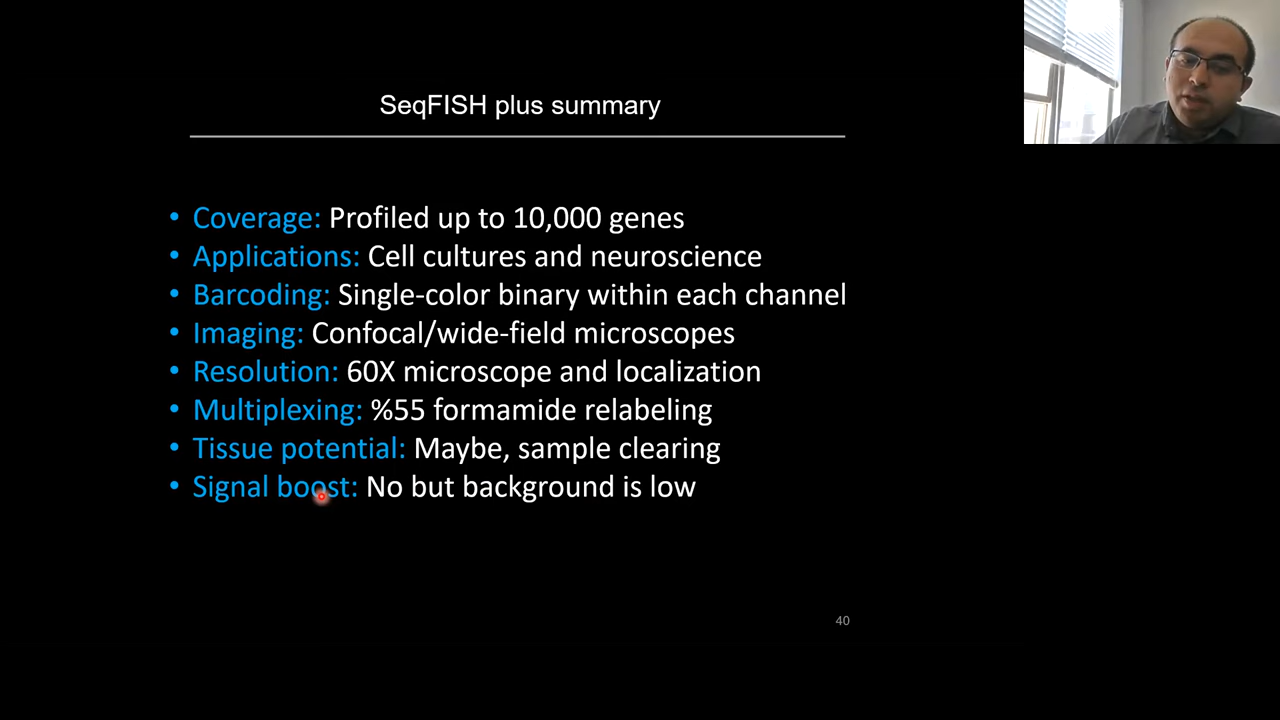 SeqFISH plus summary
• Coverage: Profiled up to 10,000 genes
• Applications: Cell cultures and neuroscience
• Barcoding: Single-color binary within each channel
• Imaging: Confocal/wide-field microscopes
• Resolution: 60X microscope and localization
• Multiplexing: %55 formamide relabeling
• Tissue potential: Maybe, sample clearing
• Signal boost: No but background is low
40